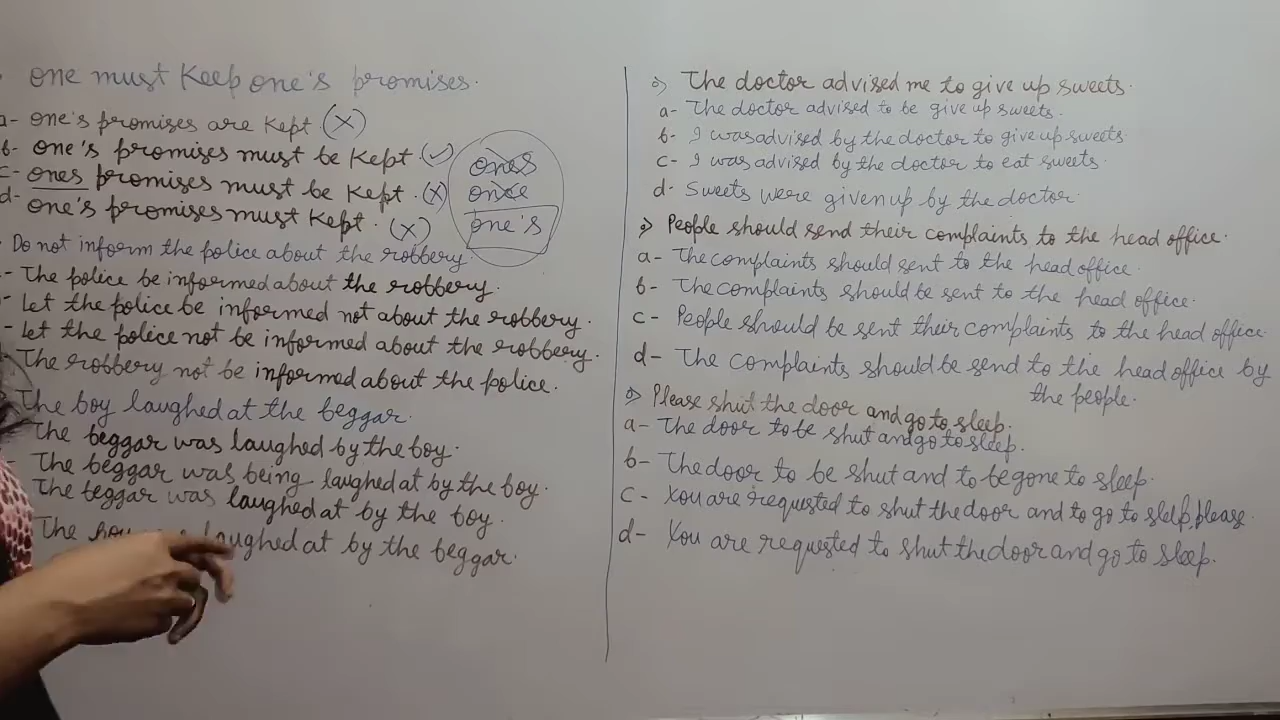 one must Keep one's promises.
a- one's promises are Kept. (X)
b- one's promises must be Kept. (✓)
c- ones promises must be Kept. (X)
d- one's promises must Kept. (X)
ones
once
one's
Do not inform the police about the robbery.
- The police be informed about the robbery.
- Let the police be informed not about the robbery.
- let the police not be informed about the robbery.
The robbery not be informed about the police.
The boy laughed at the beggar.
The beggar was laughed by the boy.
The beggar was being laughed at by the boy.
The beggar was laughed at by the boy.
The laughed at by the beggar.
The doctor advised me to give up sweets.
a- The doctor advised to be give up sweets.
b- I was advised by the doctor to give up sweets
c- I was advised by the doctor to eat sweets.
d- Sweets were given up by the doctor.
People should send their complaints to the head office.
a- The complaints should sent to the head office.
b- The complaints should be sent to the head office.
c- People should be sent their complaints to the head office.
d- The complaints should be send to the head office by
the people.
Please shut the door and go to sleep.
a- The door to be shut and go to sleep.
b- The door to be shut and to be gone to sleep.
c- You are requested to shut the door and to go to sleep, please.
d- You are requested to shut the door and go to sleep.